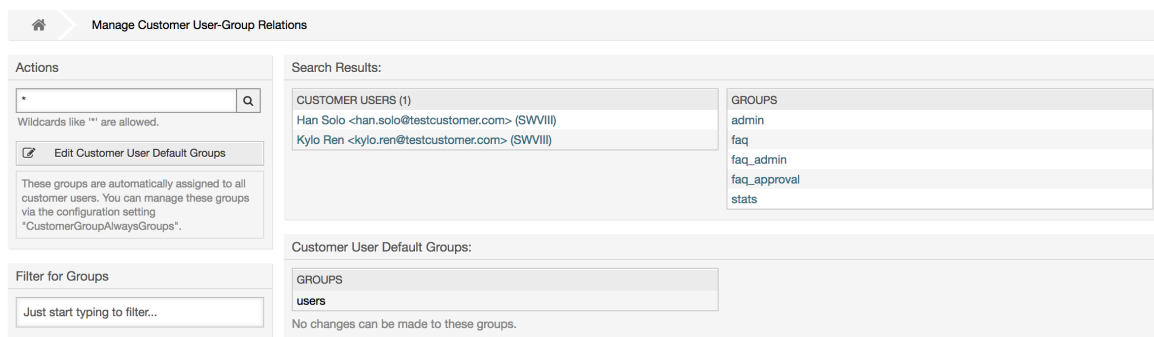 Manage Customer User-Group Relations
Actions
*
Wildcards like '*' are allowed.
Edit Customer User Default Groups
These groups are automatically assigned to all
customer users. You can manage these groups
via the configuration setting
"CustomerGroupAlwaysGroups".
Filter for Groups
Just start typing to filter...
Search Results:
CUSTOMER USERS (1)
Han Solo <han.solo@testcustomer.com> (SWVIII)
Kylo Ren <kylo.ren@testcustomer.com> (SWVIII)
GROUPS
admin
faq
faq_admin
faq_approval
stats
Customer User Default Groups:
GROUPS
users
No changes can be made to these groups.